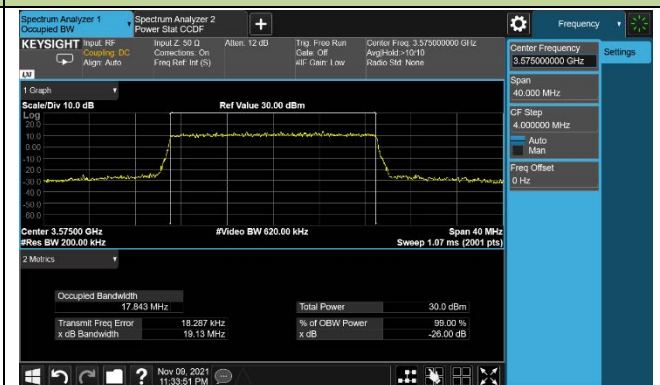 Spectrum Analyzer 1
Occupied BW
Spectrum Analyzer 2
Power Stat CCDF
+
Frequency
KEYSIGHT
Input: RF
Coupling: DC
Align: Auto
Input Z: 50 Ω
Corrections: On
Freq Ref: Int (S)
Atten: 12 dB
Trig: Free Run
Gate: Off
#IF Gain: Low
Center Freq: 3.575000000 GHz
Avg|Hold:>10/10
Radio Std: None
LXI
Center Frequency
3.575000000 GHz
Settings
Span
40.000 MHz
CF Step
4.000000 MHz
Auto
Man
Freq Offset
0 Hz
1 Graph
Scale/Div 10.0 dB
Ref Value 30.00 dBm
Log
20.0
10.0
0.00
-10.0
-20.0
-30.0
-40.0
-50.0
-60.0
Center 3.57500 GHz
#Video BW 620.00 kHz
Span 40 MHz
#Res BW 200.00 kHz
Sweep 1.07 ms (2001 pts)
2 Metrics
Occupied Bandwidth
17.843 MHz
Total Power
30.0 dBm
Transmit Freq Error
18.287 kHz
% of OBW Power
99.00 %
x dB Bandwidth
19.13 MHz
x dB
-26.00 dB
?
Nov 09, 2021
11:33:51 PM